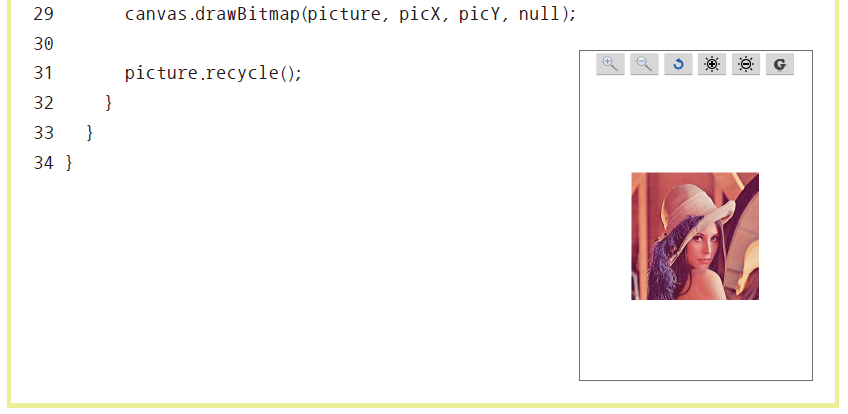 29 canvas.drawBitmap(picture, picX, picY, null);
30
31 picture.recycle();
32 }
33 }
34 }
G